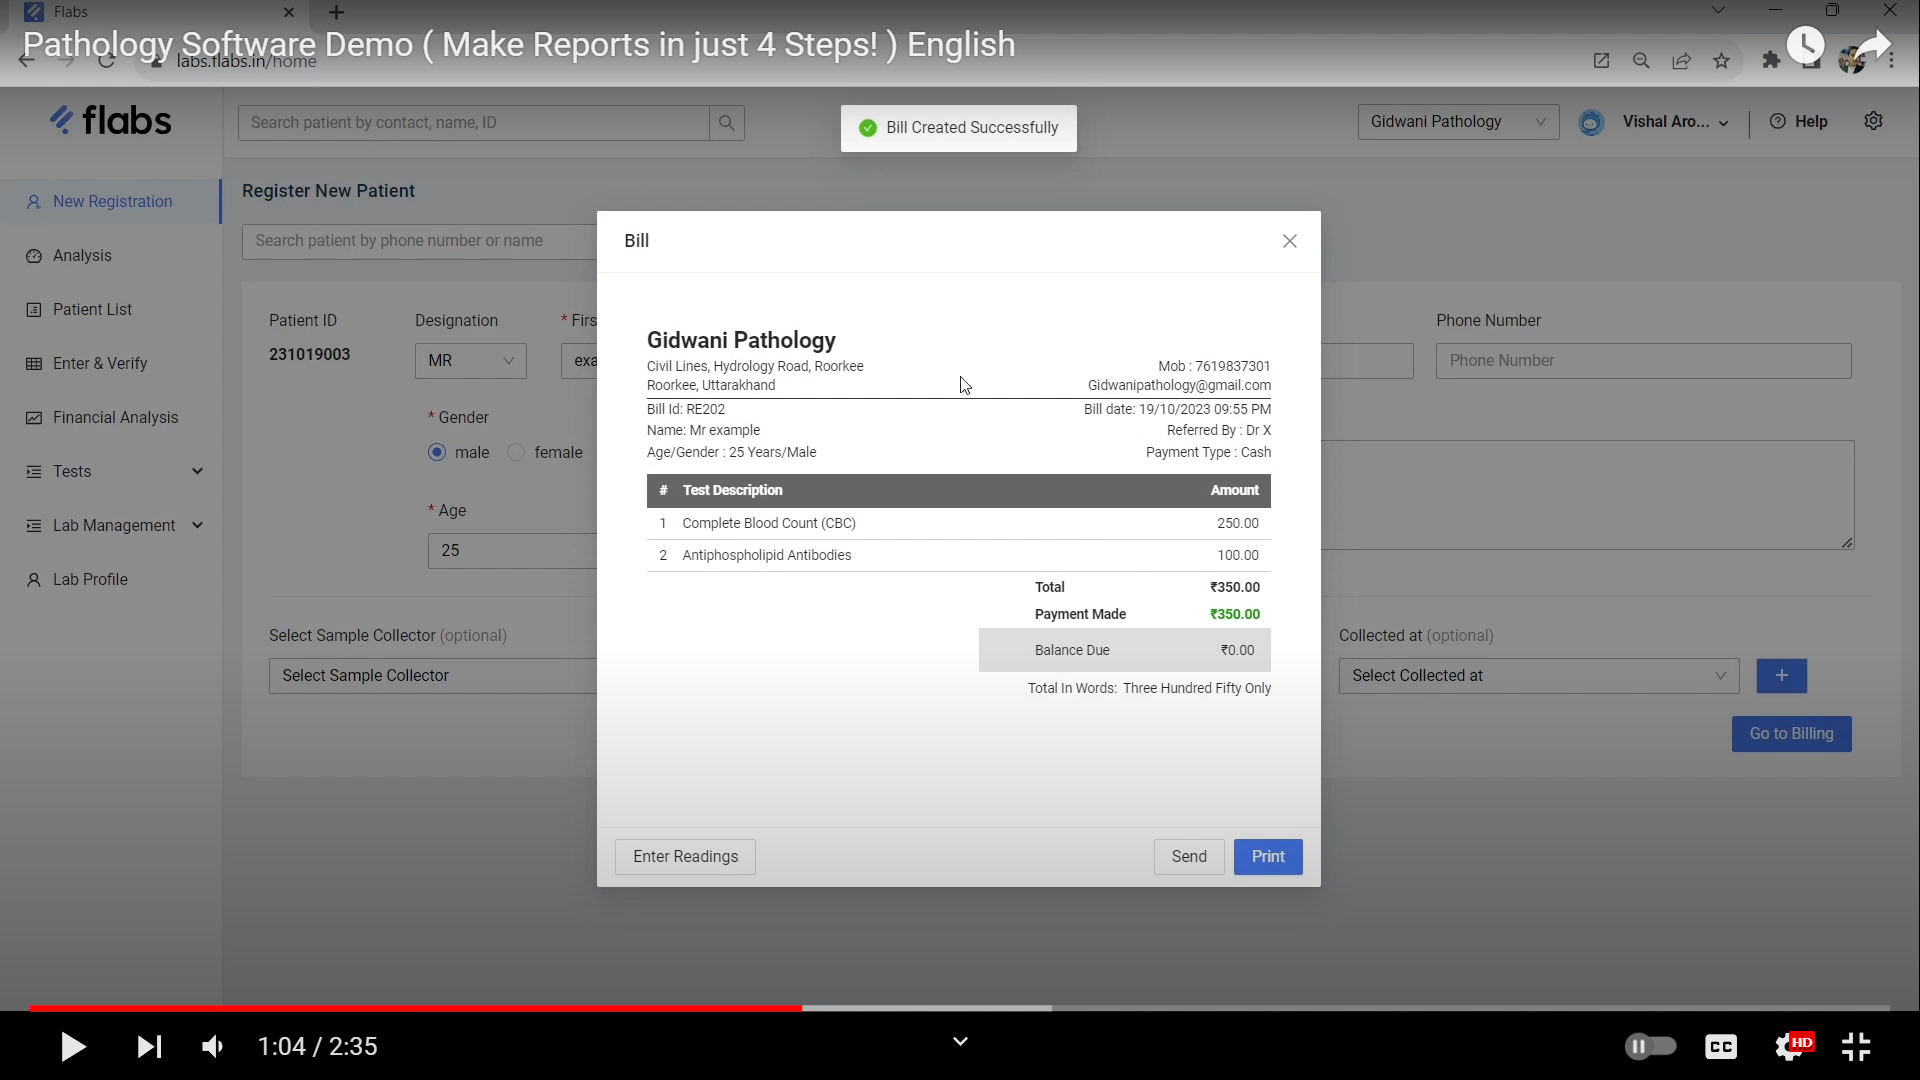 Flabs
Pathology Software Demo ( Make Reports in just 4 Steps! ) English
labs.flabs.in/home
flabs
Search patient by contact, name, ID
Bill Created Successfully
Gidwani Pathology
Vishal Aro...
Help
New Registration
Analysis
Patient List
Enter & Verify
Financial Analysis
Tests
Lab Management
Lab Profile
Register New Patient
Search patient by phone number or name
Patient ID
231019003
Designation
MR
* Firs
exa
Phone Number
Phone Number
* Gender
male
female
* Age
25
Select Sample Collector (optional)
Select Sample Collector
Collected at (optional)
Select Collected at
+
Go to Billing
Bill
Gidwani Pathology
Civil Lines, Hydrology Road, Roorkee
Mob : 7619837301
Roorkee, Uttarakhand
Gidwanipathology@gmail.com
Bill Id: RE202
Bill date: 19/10/2023 09:55 PM
Name: Mr example
Referred By : Dr X
Age/Gender : 25 Years/Male
Payment Type : Cash
# Test Description Amount
1 Complete Blood Count (CBC) 250.00
2 Antiphospholipid Antibodies 100.00
Total ₹350.00
Payment Made ₹350.00
Balance Due ₹0.00
Total In Words: Three Hundred Fifty Only
Enter Readings
Send
Print
1:04 / 2:35
CC
HD